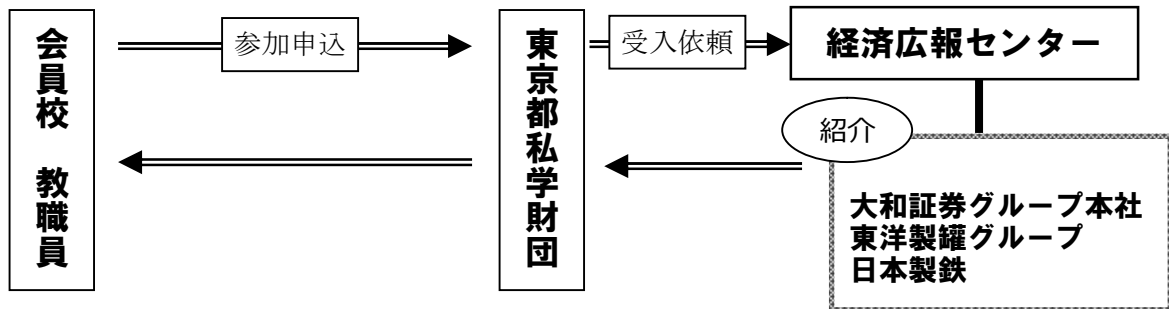 会員校 教職員
参加申込
東京都私学財団
受入依頼
経済広報センター
紹介
大和証券グループ本社
東洋製罐グループ
日本製鉄